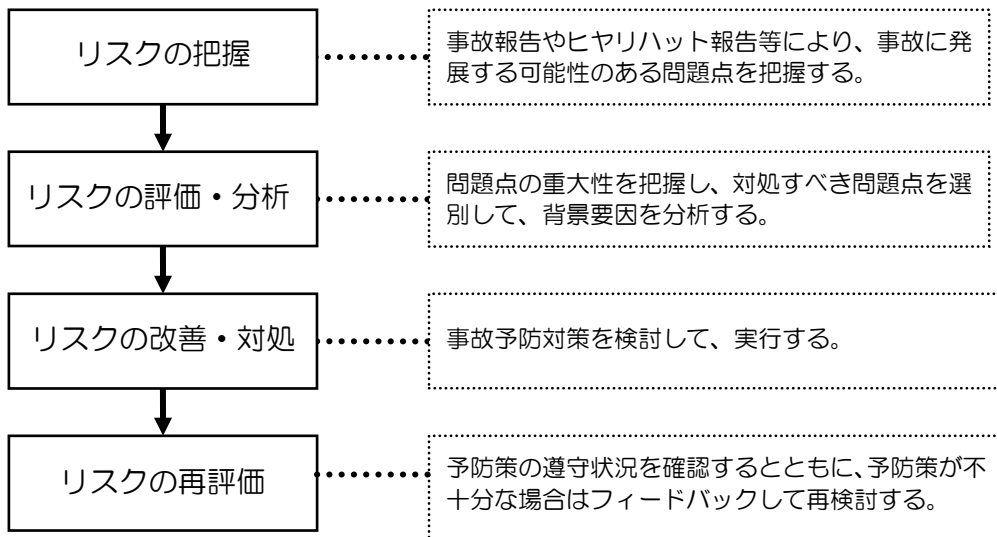 リスクの把握
事故報告やヒヤリハット報告等により、事故に発
展する可能性のある問題点を把握する。
リスクの評価・分析
問題点の重大性を把握し、対処すべき問題点を選
別して、背景要因を分析する。
リスクの改善・対処
事故予防対策を検討して、実行する。
リスクの再評価
予防策の遵守状況を確認するとともに、予防策が不
十分な場合はフィードバックして再検討する。